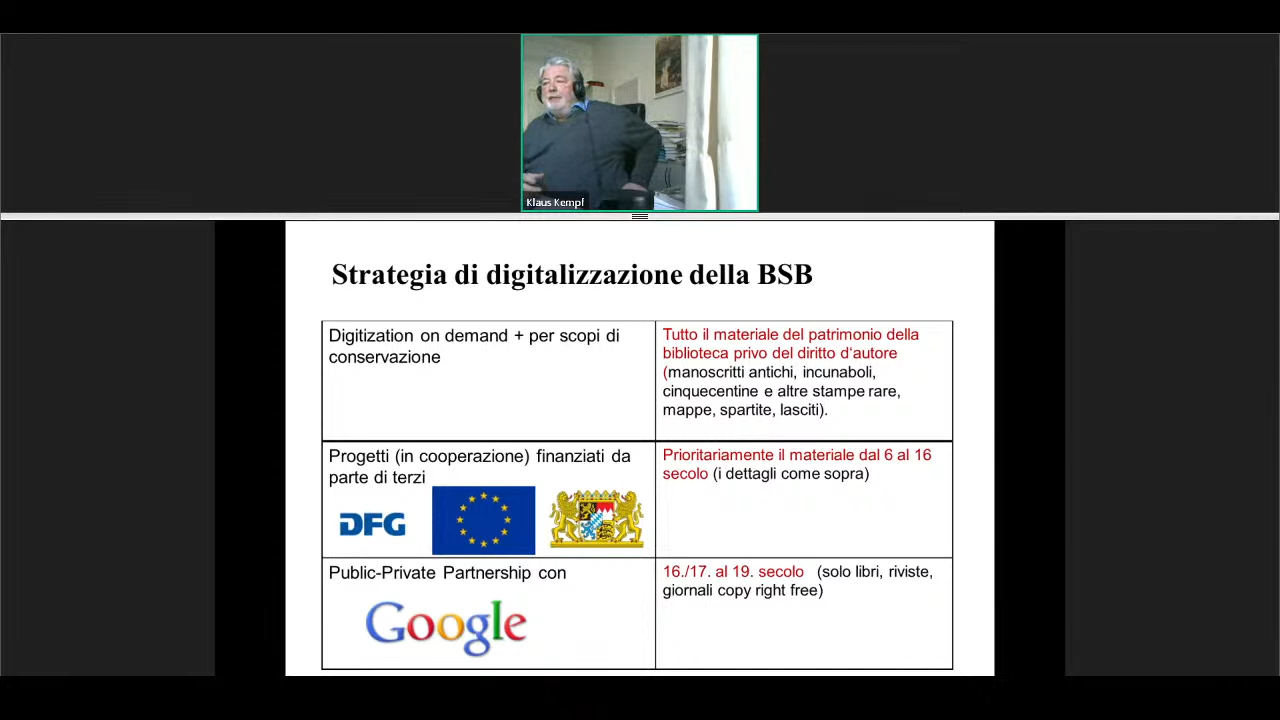 Klaus Kempf
Strategia di digitalizzazione della BSB
Digitization on demand + per scopi di
conservazione
Tutto il materiale del patrimonio della
biblioteca privo del diritto d‘autore
(manoscritti antichi, incunaboli,
cinquecentine e altre stampe rare,
mappe, spartite, lasciti).
Progetti (in cooperazione) finanziati da
parte di terzi
DFG
Prioritariamente il materiale dal 6 al 16
secolo (i dettagli come sopra)
Public-Private Partnership con
Google
16./17. al 19. secolo (solo libri, riviste,
giornali copy right free)